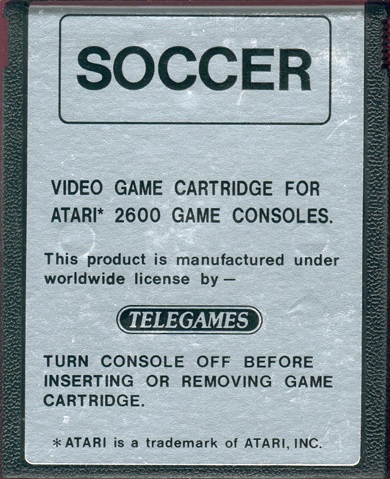 SOCCER
VIDEO GAME CARTRIDGE FOR
ATARI* 2600 GAME CONSOLES.
This product is manufactured under
worldwide license by —
TELEGAMES
TURN CONSOLE OFF BEFORE
INSERTING OR REMOVING GAME
CARTRIDGE.
*ATARI is a trademark of ATARI, INC.